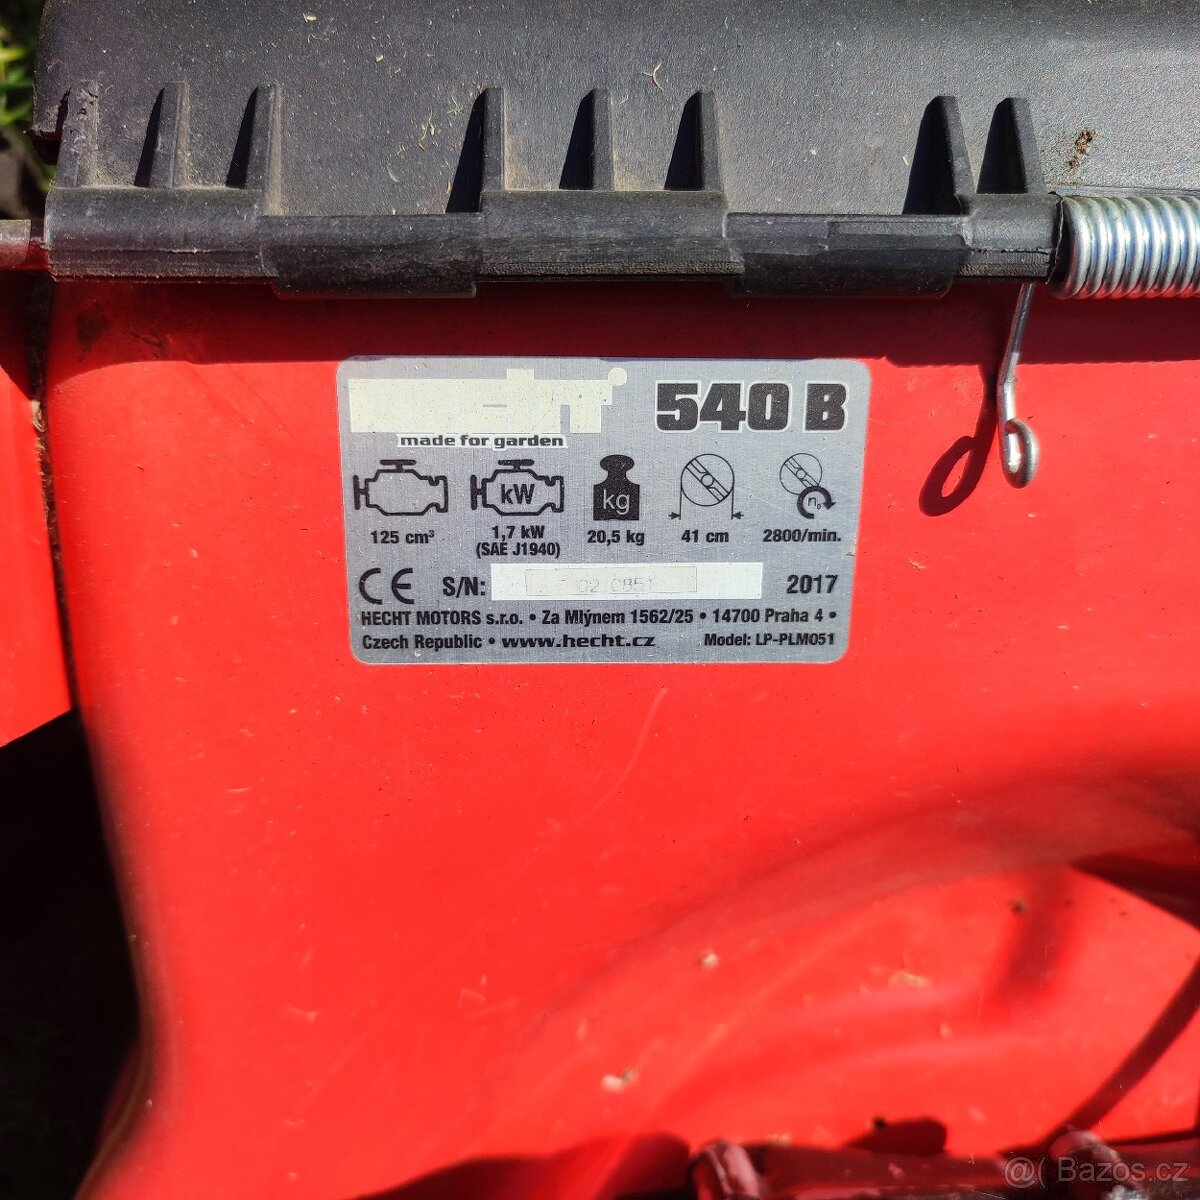 540 B
made for garden
kW
kg
n₀
125 cm³
1,7 kW
(SAE J1940)
20,5 kg
41 cm
2800/min.
CE S/N: 2017
HECHT MOTORS s.r.o. • Za Mlýnem 1562/25 • 14700 Praha 4 •
Czech Republic • www.hecht.cz Model: LP-PLM051
@( Bazos.cz